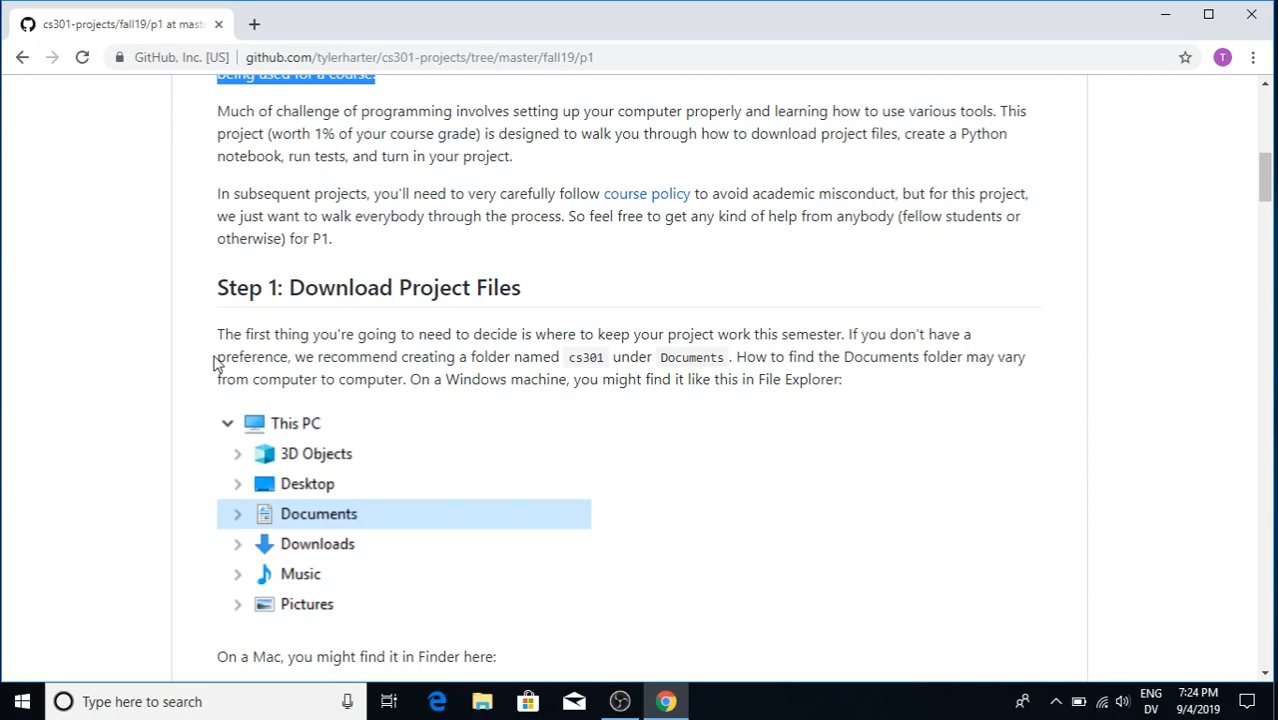 cs301-projects/fall19/p1 at mast
GitHub, Inc. [US]
github.com/tylerharter/cs301-projects/tree/master/fall19/p1
T
being used for a course.
Much of challenge of programming involves setting up your computer properly and learning how to use various tools. This
project (worth 1% of your course grade) is designed to walk you through how to download project files, create a Python
notebook, run tests, and turn in your project.
In subsequent projects, you'll need to very carefully follow course policy to avoid academic misconduct, but for this project,
we just want to walk everybody through the process. So feel free to get any kind of help from anybody (fellow students or
otherwise) for P1.
Step 1: Download Project Files
The first thing you're going to need to decide is where to keep your project work this semester. If you don't have a
preference, we recommend creating a folder named cs301 under Documents . How to find the Documents folder may vary
from computer to computer. On a Windows machine, you might find it like this in File Explorer:
This PC
3D Objects
Desktop
Documents
Downloads
Music
Pictures
On a Mac, you might find it in Finder here:
Type here to search
ENG
DV
7:24 PM
9/4/2019